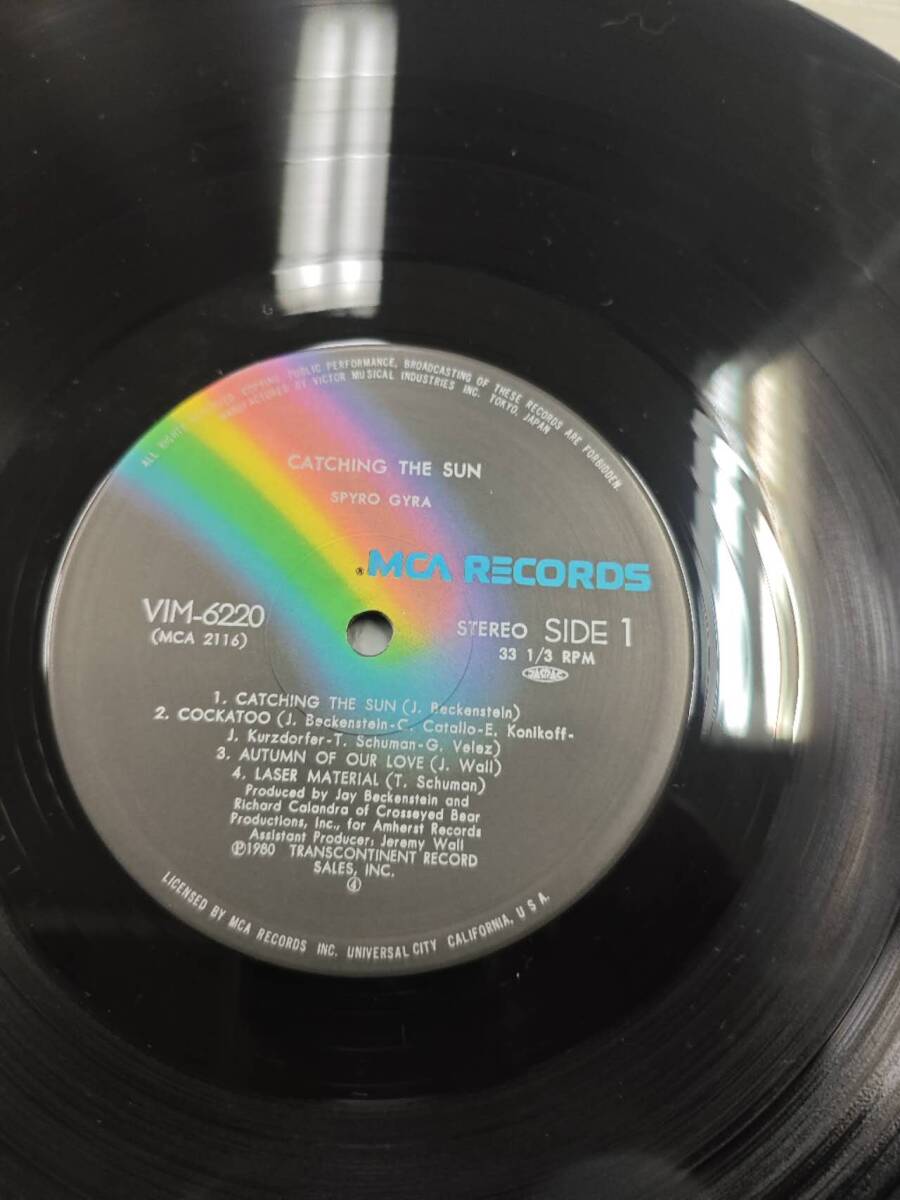 ALL RIGHTS RESERVED COPYING, PUBLIC PERFORMANCE, BROADCASTING OF THESE RECORDS ARE FORBIDDEN.
MANUFACTURED BY VICTOR MUSICAL INDUSTRIES INC. TOKYO, JAPAN
CATCHING THE SUN
SPYRO GYRA
® MCA RECORDS
VIM-6220
(MCA 2116)
STEREO SIDE 1
33 1/3 RPM
JASRAC
1. CATCHING THE SUN (J. Beckenstein)
2. COCKATOO (J. Beckenstein-C. Catallo-E. Konikoff-
J. Kurzdorfer-T. Schuman-G. Velez)
3. AUTUMN OF OUR LOVE (J. Wall)
4. LASER MATERIAL (T. Schuman)
Produced by Jay Beckenstein and
Richard Calandra of Crosseyed Bear
Productions, Inc., for Amherst Records
Assistant Producer: Jeremy Wall
℗1980 TRANSCONTINENT RECORD
SALES, INC.
④
LICENSED BY MCA RECORDS INC. UNIVERSAL CITY CALIFORNIA, U.S.A.